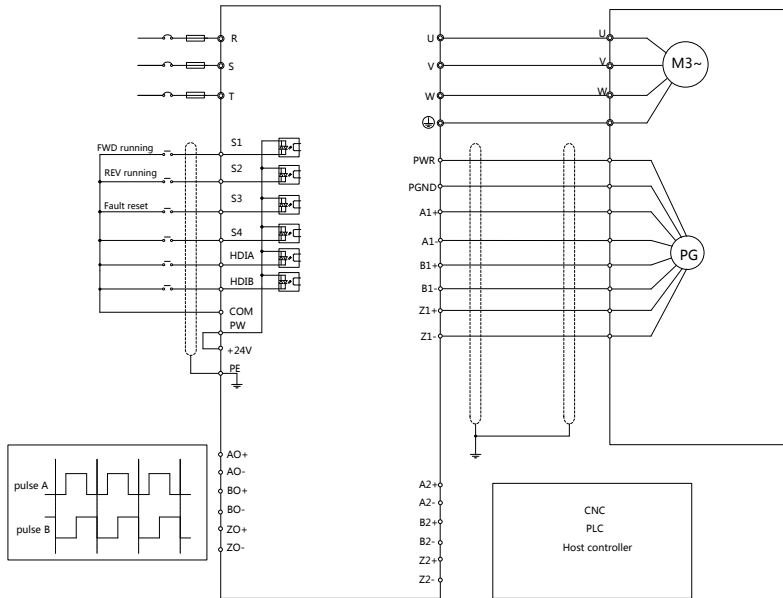 R
S
T
FWD running
REV running
Fault reset
S1
S2
S3
S4
HDIA
HDIB
COM
PW
+24V
PE
AO+
AO-
BO+
BO-
ZO+
ZO-
pulse A
pulse B
U
V
W
PWR
PGND
A1+
A1-
B1+
B1-
Z1+
Z1-
A2+
A2-
B2+
B2-
Z2+
Z2-
U
V
W
M3~
PG
CNC
PLC
Host controller